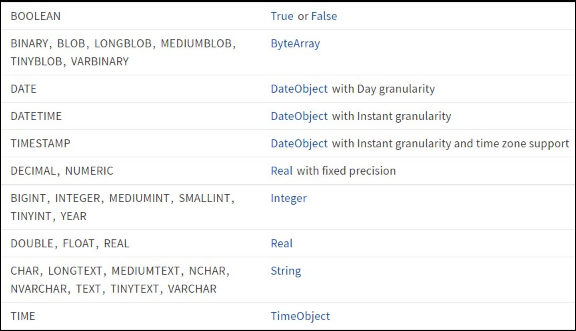 BOOLEAN True or False
BINARY, BLOB, LONGBLOB, MEDIUMBLOB, ByteArray
TINYBLOB, VARBINARY
DATE DateObject with Day granularity
DATETIME DateObject with Instant granularity
TIMESTAMP DateObject with Instant granularity and time zone support
DECIMAL, NUMERIC Real with fixed precision
BIGINT, INTEGER, MEDIUMINT, SMALLINT, Integer
TINYINT, YEAR
DOUBLE, FLOAT, REAL Real
CHAR, LONGTEXT, MEDIUMTEXT, NCHAR, String
NVARCHAR, TEXT, TINYTEXT, VARCHAR
TIME TimeObject